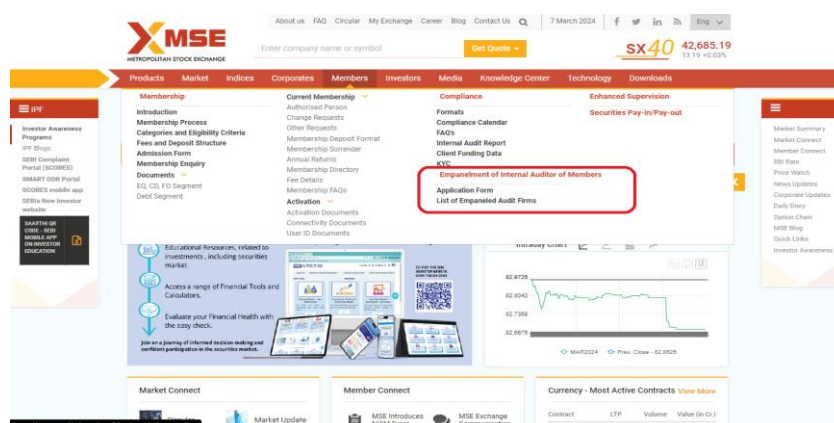 About us FAQ Circular My Exchange Career Blog Contact Us 7 March 2024 Eng
MSE
METROPOLITAN STOCK EXCHANGE
Enter company name or symbol
Get Quote
SX40 42,685.19
13.19 +0.03%
Products Market Indices Corporates Members Investors Media Knowledge Center Technology Downloads
IPF
Investor Awareness
Programs
IPF Blogs
SEBI Complaint
Portal (SCORES)
SMART ODR Portal
SCORES mobile app
SEBIs New Investor
website
SAA₹THI QR
CODE - SEBI
MOBILE APP
ON INVESTOR
EDUCATION
Membership
Introduction
Membership Process
Categories and Eligibility Criteria
Fees and Deposit Structure
Admission Form
Membership Enquiry
Documents
EQ, CD, FO Segment
Debt Segment
Current Membership
Authorised Person
Change Requests
Other Requests
Membership Deposit Format
Membership Surrender
Annual Returns
Membership Directory
Fee Details
Membership FAQs
Activation
Activation Documents
Connectivity Documents
User ID Documents
Compliance
Formats
Compliance Calendar
FAQ's
Internal Audit Report
Client Funding Data
KYC
Empanelment of Internal Auditor of Members
Application Form
List of Empaneled Audit Firms
Enhanced Supervision
Securities Pay-in/Pay-out
Market Summary
Market Connect
Member Connect
RBI Rate
Price Watch
News Updates
Corporate Updates
Daily Diary
Option Chain
MSE Blog
Quick Links
Investor Awareness
Educational Resources, related to
investments, including securities
market.
Access a range of Financial Tools and
Calculators.
Evaluate your Financial Health with
the easy check.
Join on a journey of informed decision making and
confident participation in the securities market.
Intraday Chart
82.8725
82.8042
82.7358
82.6675
MAR2024 Prev. Close - 82.8625
Market Connect
Circular
Market Update
Member Connect
MSE Introduces
MSE Exchange
Currency - Most Active Contracts View More
Contract LTP Volume Value (in Cr.)